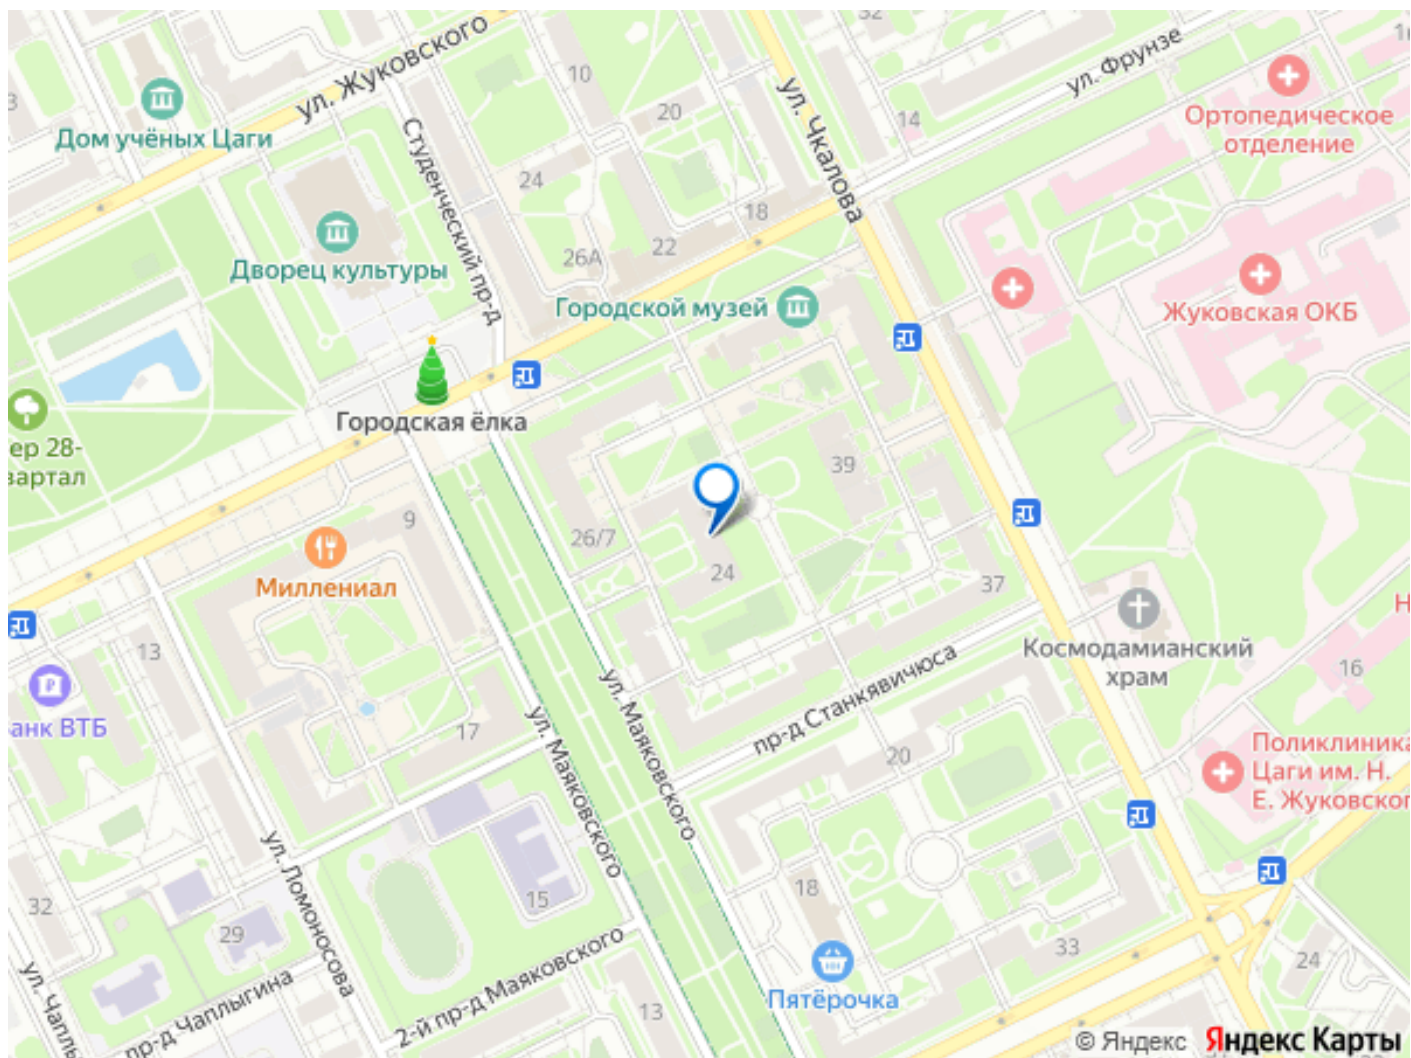 32
ул. Жуковского
ул. Фрунзе
10
20
14
ул. Чкалова
Ортопедическое
отделение
Дом учёных Цаги
Студенческий пр-д
24
18
22
26А
Дворец культуры
Городской музей
Жуковская ОКБ
Городская ёлка
ер 28-
вартал
39
9
26/7
24
37
Миллениал
13
Космодамианский
храм
16
анк ВТБ
17
ул. Маяковского
ул. Маяковского
пр-д Станкявичюса
20
Поликлиника
Цаги им. Н.
Е. Жуковског
ул. Ломоносова
15
18
32
29
33
24
Пятёрочка
2-й пр-д Маяковского
13
пр-д Чаплыгина
ул. Чаплы
© Яндекс Яндекс Карты